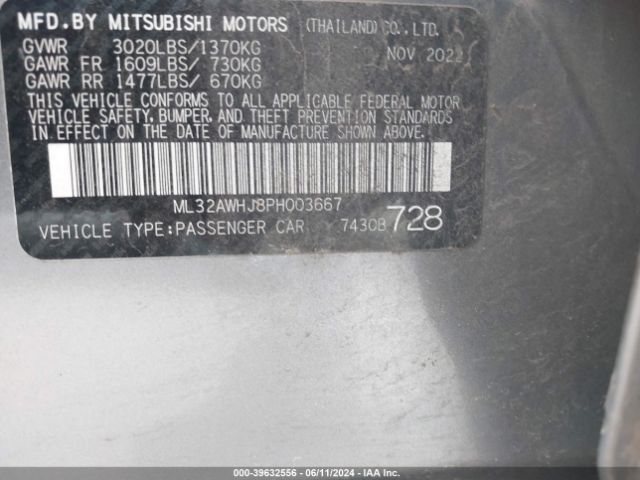 MFD.BY MITSUBISHI MOTORS (THAILAND) CO., LTD.
GVWR 3020LBS/1370KG NOV 2022
GAWR FR 1609LBS/ 730KG
GAWR RR 1477LBS/ 670KG
THIS VEHICLE CONFORMS TO ALL APPLICABLE FEDERAL MOTOR
VEHICLE SAFETY, BUMPER, AND THEFT PREVENTION STANDARDS
IN EFFECT ON THE DATE OF MANUFACTURE SHOWN ABOVE.
ML32AWHJ8PH003667
VEHICLE TYPE:PASSENGER CAR 7430B 728
000-39632556 - 06/11/2024 - IAA Inc.